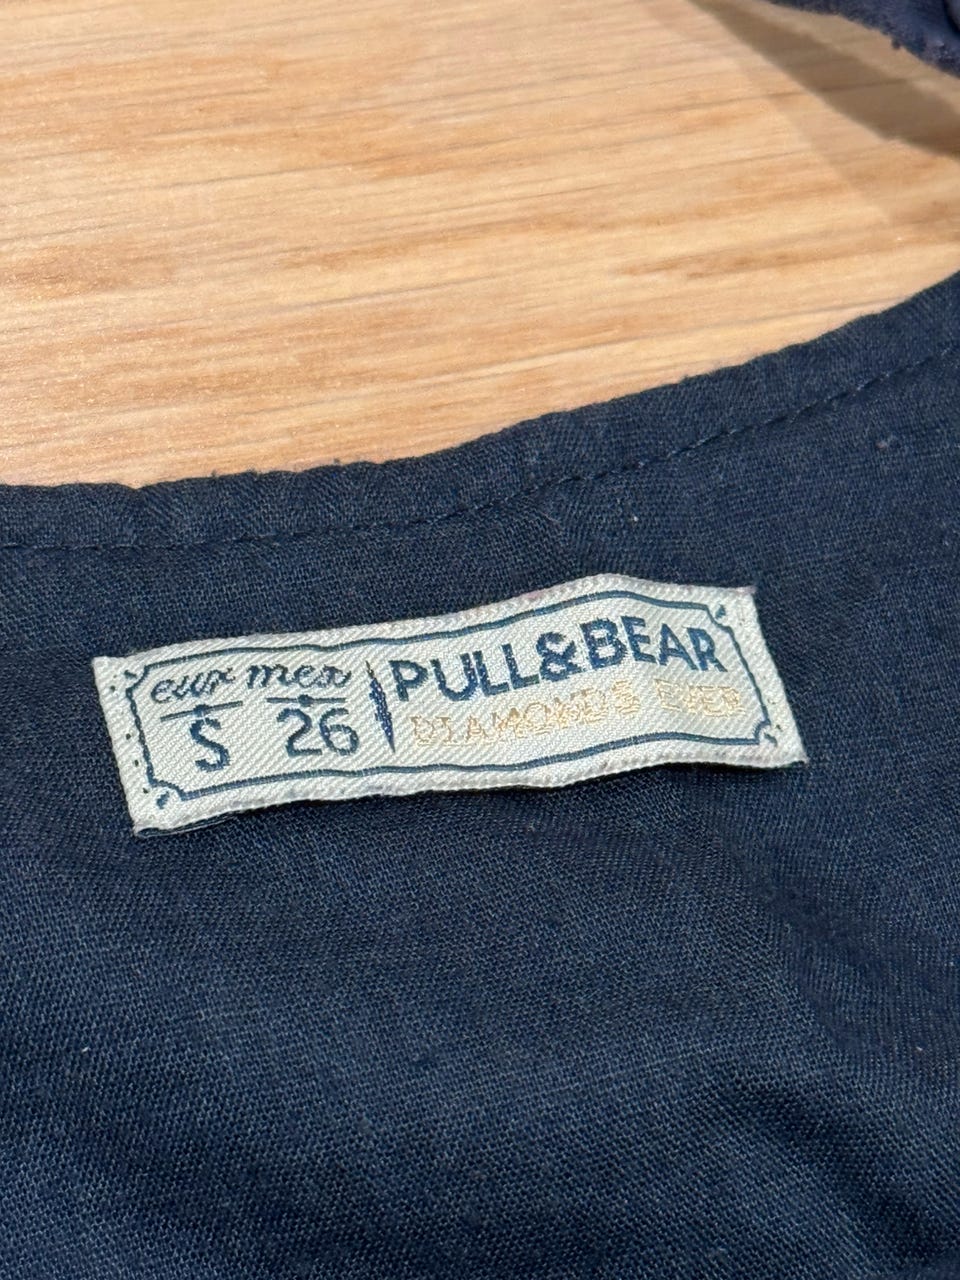 eur mex
S 26
PULL&BEAR
DIAMONDS EVER